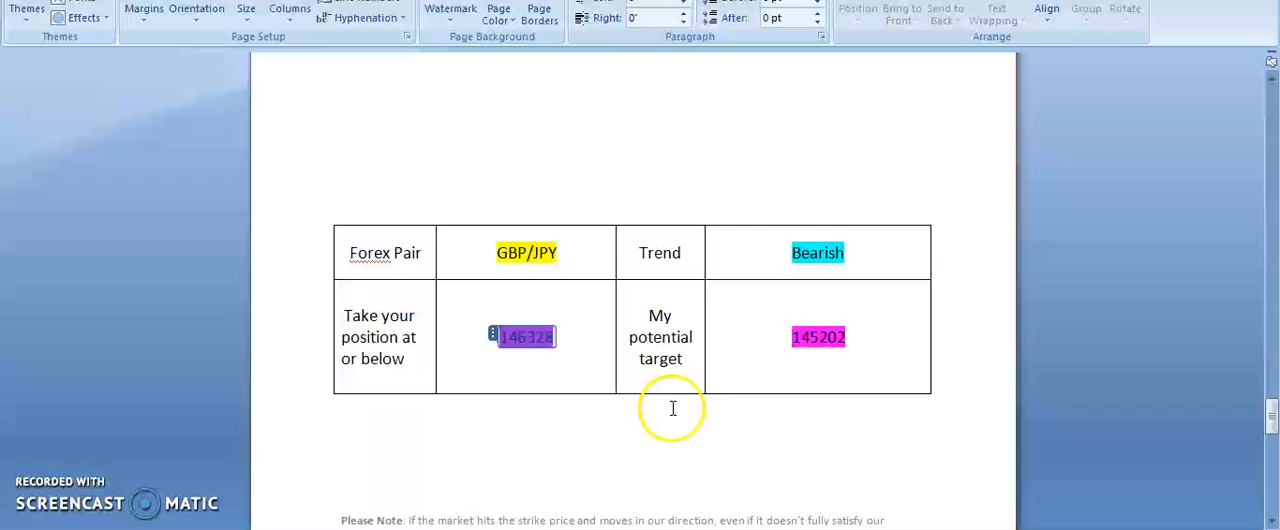 Themes
Effects
Margins Orientation Size Columns
Hyphenation
Watermark Page Color Page Borders
Right: 0"
After: 0 pt
Position Bring to Front Send to Back Text Wrapping Align Group Rotate
Themes Page Setup Page Background Paragraph Arrange
Forex Pair GBP/JPY Trend Bearish
Take your position at or below
146328
My potential target
145202
RECORDED WITH
SCREENCAST MATIC
Please Note: If the market hits the strike price and moves in our direction, even if it doesn't fully satisfy our